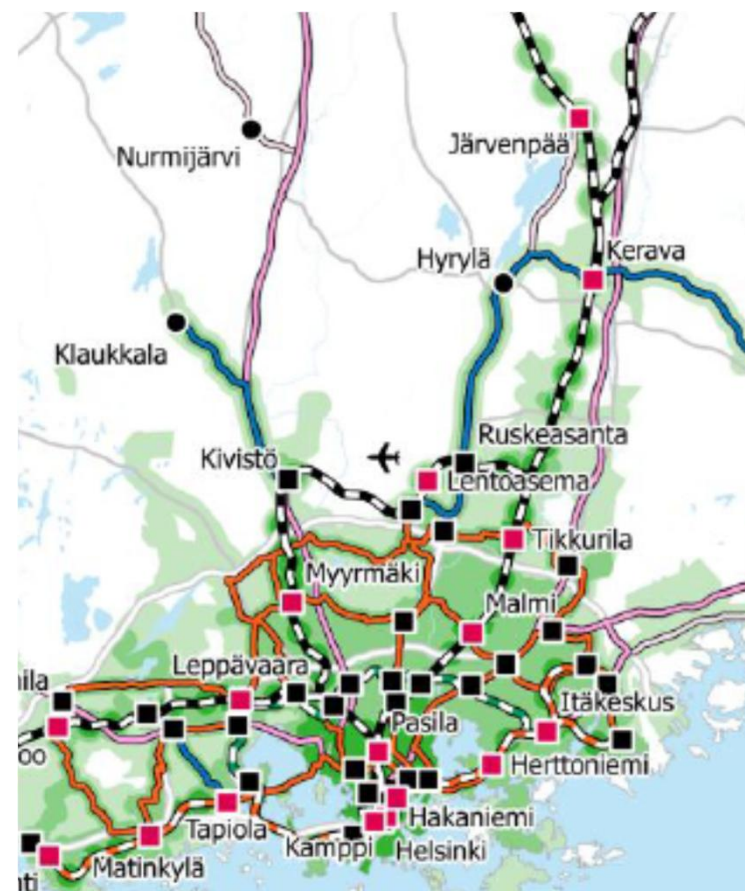 Järvenpää
Nurmijärvi
Kerava
Hyrylä
Klaukkala
Ruskeasanta
Kivistö
Lentoasema
Tikkurila
Myyrmäki
Malmi
Leppävaara
Itäkeskus
Pasila
Herttoniemi
Hakaniemi
Tapiola
Kamppi
Helsinki
Matinkylä